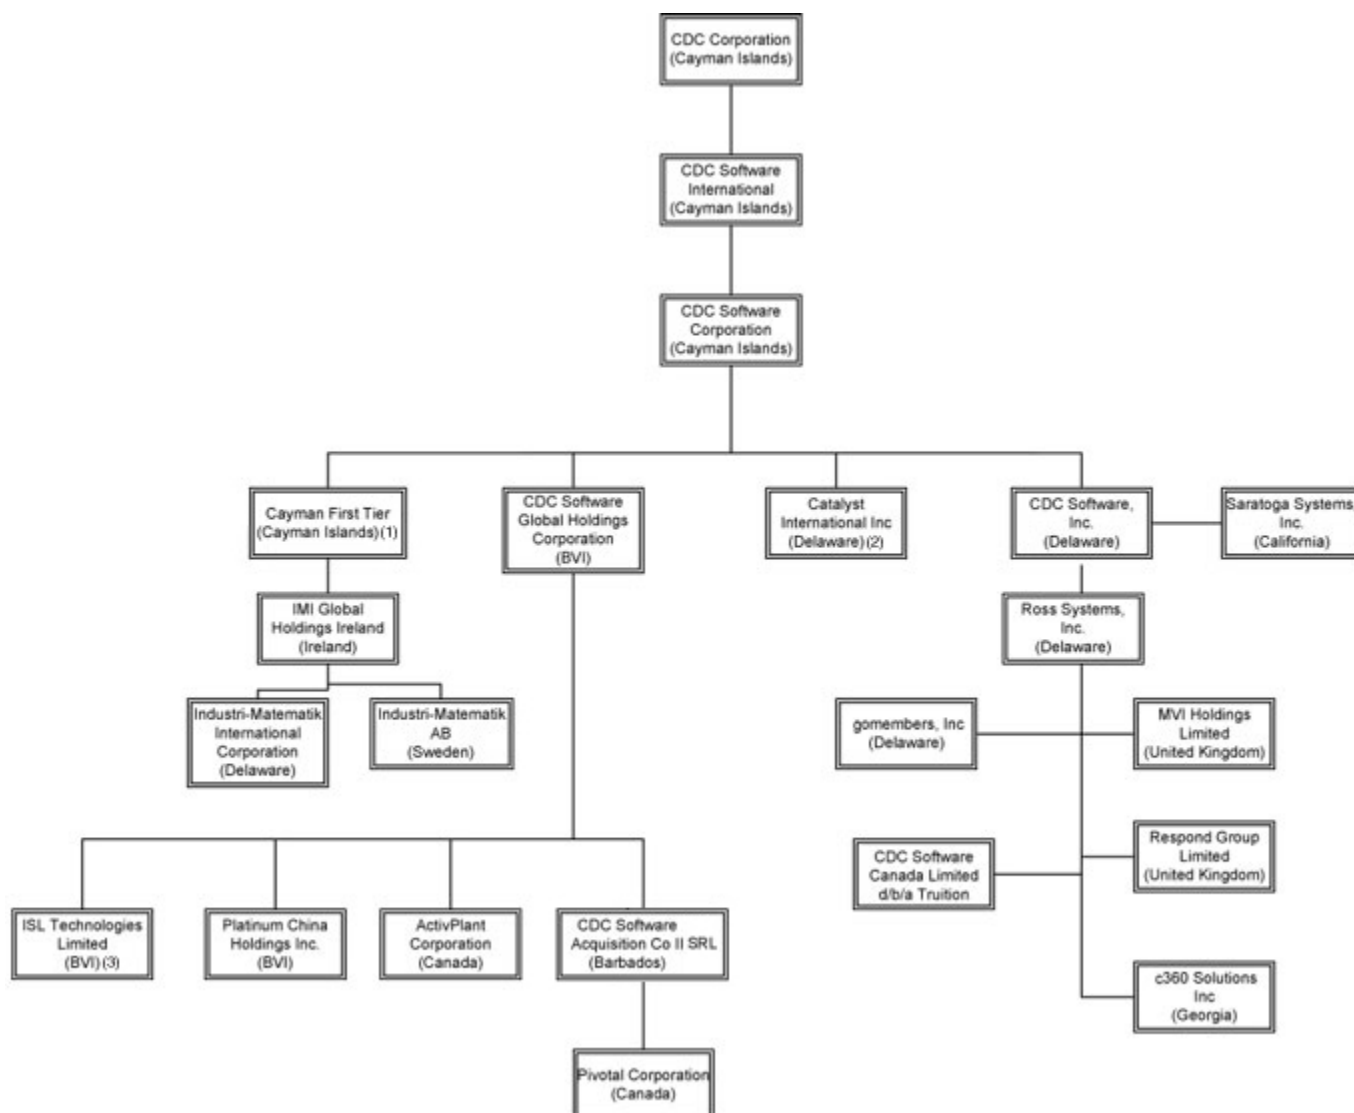 CDC Corporation
(Cayman Islands)
CDC Software
International
(Cayman Islands)
CDC Software
Corporation
(Cayman Islands)
Cayman First Tier
(Cayman Islands)(1)
CDC Software
Global Holdings
Corporation
(BVI)
Catalyst
International Inc
(Delaware)(2)
CDC Software,
Inc.
(Delaware)
Saratoga Systems,
Inc.
(California)
IMI Global
Holdings Ireland
(Ireland)
Ross Systems,
Inc.
(Delaware)
Industri-Matematik
International
Corporation
(Delaware)
Industri-Matematik
AB
(Sweden)
gomembers, Inc
(Delaware)
MVI Holdings
Limited
(United Kingdom)
CDC Software
Canada Limited
d/b/a Truition
Respond Group
Limited
(United Kingdom)
ISL Technologies
Limited
(BVI)(3)
Platinum China
Holdings Inc.
(BVI)
ActivPlant
Corporation
(Canada)
CDC Software
Acquisition Co II SRL
(Barbados)
c360 Solutions
Inc
(Georgia)
Pivotal Corporation
(Canada)